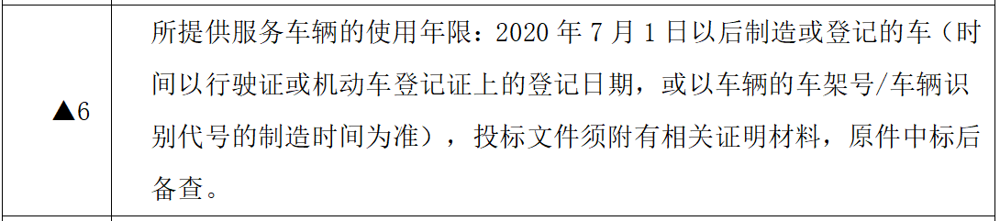 所提供服务车辆的使用年限：2020 年 7 月 1 日以后制造或登记的车（时
间以行驶证或机动车登记证上的登记日期，或以车辆的车架号/车辆识
▲6
别代号的制造时间为准），投标文件须附有相关证明材料，原件中标后
备查。